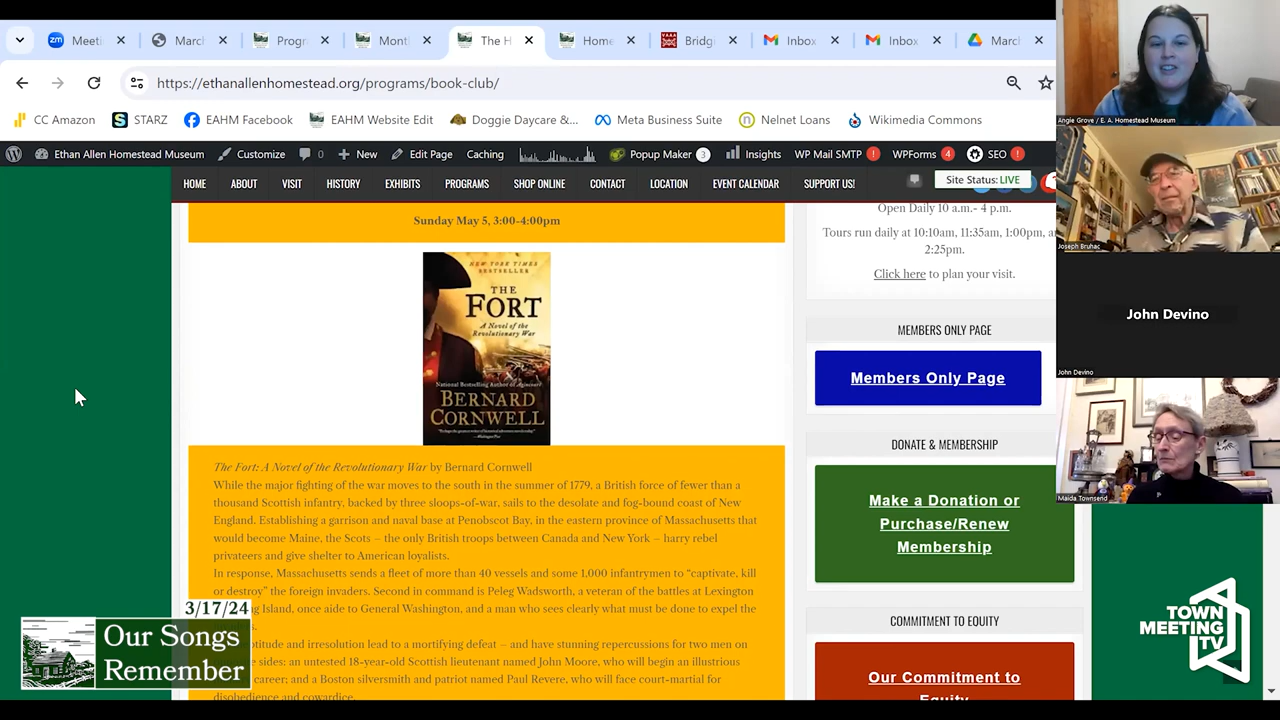 Meeti
March
Progr
Month
The H
Home
Bridg
Inbox
Inbox
March
https://ethanallenhomestead.org/programs/book-club/
CC Amazon
STARZ
EAHM Facebook
EAHM Website Edit
Doggie Daycare &...
Meta Business Suite
Nelnet Loans
Wikimedia Commons
Ethan Allen Homestead Museum
Customize
0
New
Edit Page
Caching
Popup Maker 3
Insights
WP Mail SMTP !
WPForms 4
SEO !
HOME
ABOUT
VISIT
HISTORY
EXHIBITS
PROGRAMS
SHOP ONLINE
CONTACT
LOCATION
EVENT CALENDAR
SUPPORT US!
Site Status: LIVE
Sunday May 5, 3:00-4:00pm
NEW YORK TIMES
BESTSELLER
THE
FORT
A Novel of the
Revolutionary War
National Bestselling Author of Agincourt
BERNARD
CORNWELL
The Fort: A Novel of the Revolutionary War by Bernard Cornwell
While the major fighting of the war moves to the south in the summer of 1779, a British force of fewer than a
thousand Scottish infantry, backed by three sloops-of-war, sails to the desolate and fog-bound coast of New
England. Establishing a garrison and naval base at Penobscot Bay, in the eastern province of Massachusetts that
would become Maine, the Scots – the only British troops between Canada and New York – harry rebel
privateers and give shelter to American loyalists.
In response, Massachusetts sends a fleet of more than 40 vessels and some 1,000 infantrymen to “captivate, kill
or destroy” the foreign invaders. Second in command is Peleg Wadsworth, a veteran of the battles at Lexington
Island, once aide to General Washington, and a man who sees clearly what must be done to expel the
titude and irresolution lead to a mortifying defeat – and have stunning repercussions for two men on
sides: an untested 18-year-old Scottish lieutenant named John Moore, who will begin an illustrious
career; and a Boston silversmith and patriot named Paul Revere, who will face court-martial for
disobedience and cowardice.
Open Daily 10 a.m.- 4 p.m.
Tours run daily at 10:10am, 11:35am, 1:00pm, a
2:25pm.
Click here to plan your visit.
MEMBERS ONLY PAGE
Members Only Page
DONATE & MEMBERSHIP
Make a Donation or
Purchase/Renew
Membership
COMMITMENT TO EQUITY
Our Commitment to
Equity
Angie Grove / E. A. Homestead Museum
Joseph Bruhac
John Devino
John Devino
Maida Townsend
3/17/24
Our Songs
Remember
TOWN
MEETING
TV